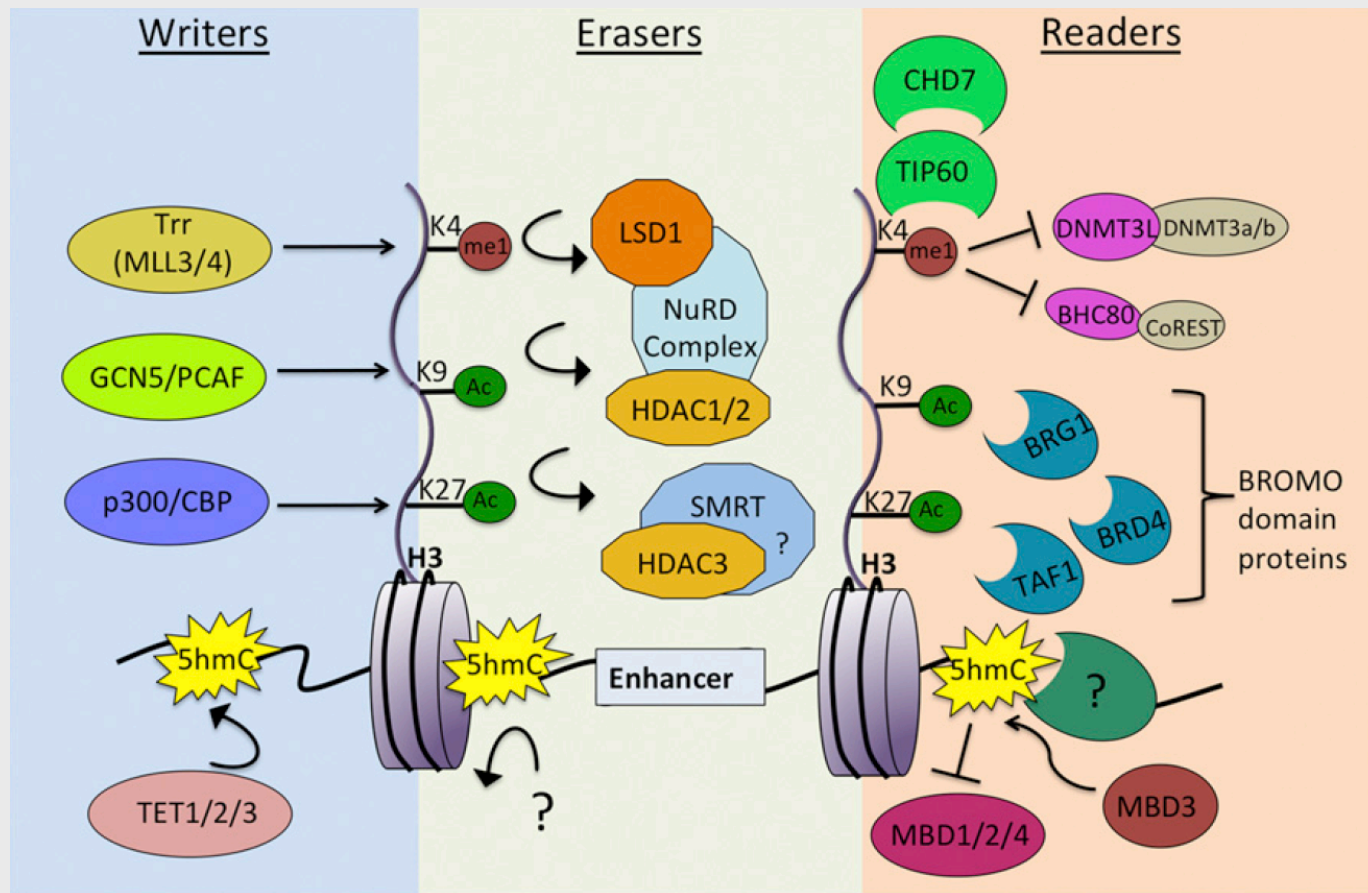 Writers
Erasers
Readers
CHD7
TIP60
Trr
(MLL3/4)
K4
me1
LSD1
K4
me1
DNMT3L
DNMT3a/b
NuRD
Complex
BHC80
CoREST
GCN5/PCAF
K9
Ac
HDAC1/2
K9
Ac
BRG1
p300/CBP
K27
Ac
SMRT
?
HDAC3
K27
Ac
BRD4
TAF1
BROMO
domain
proteins
H3
H3
5hmC
5hmC
Enhancer
5hmC
?
TET1/2/3
?
MBD1/2/4
MBD3